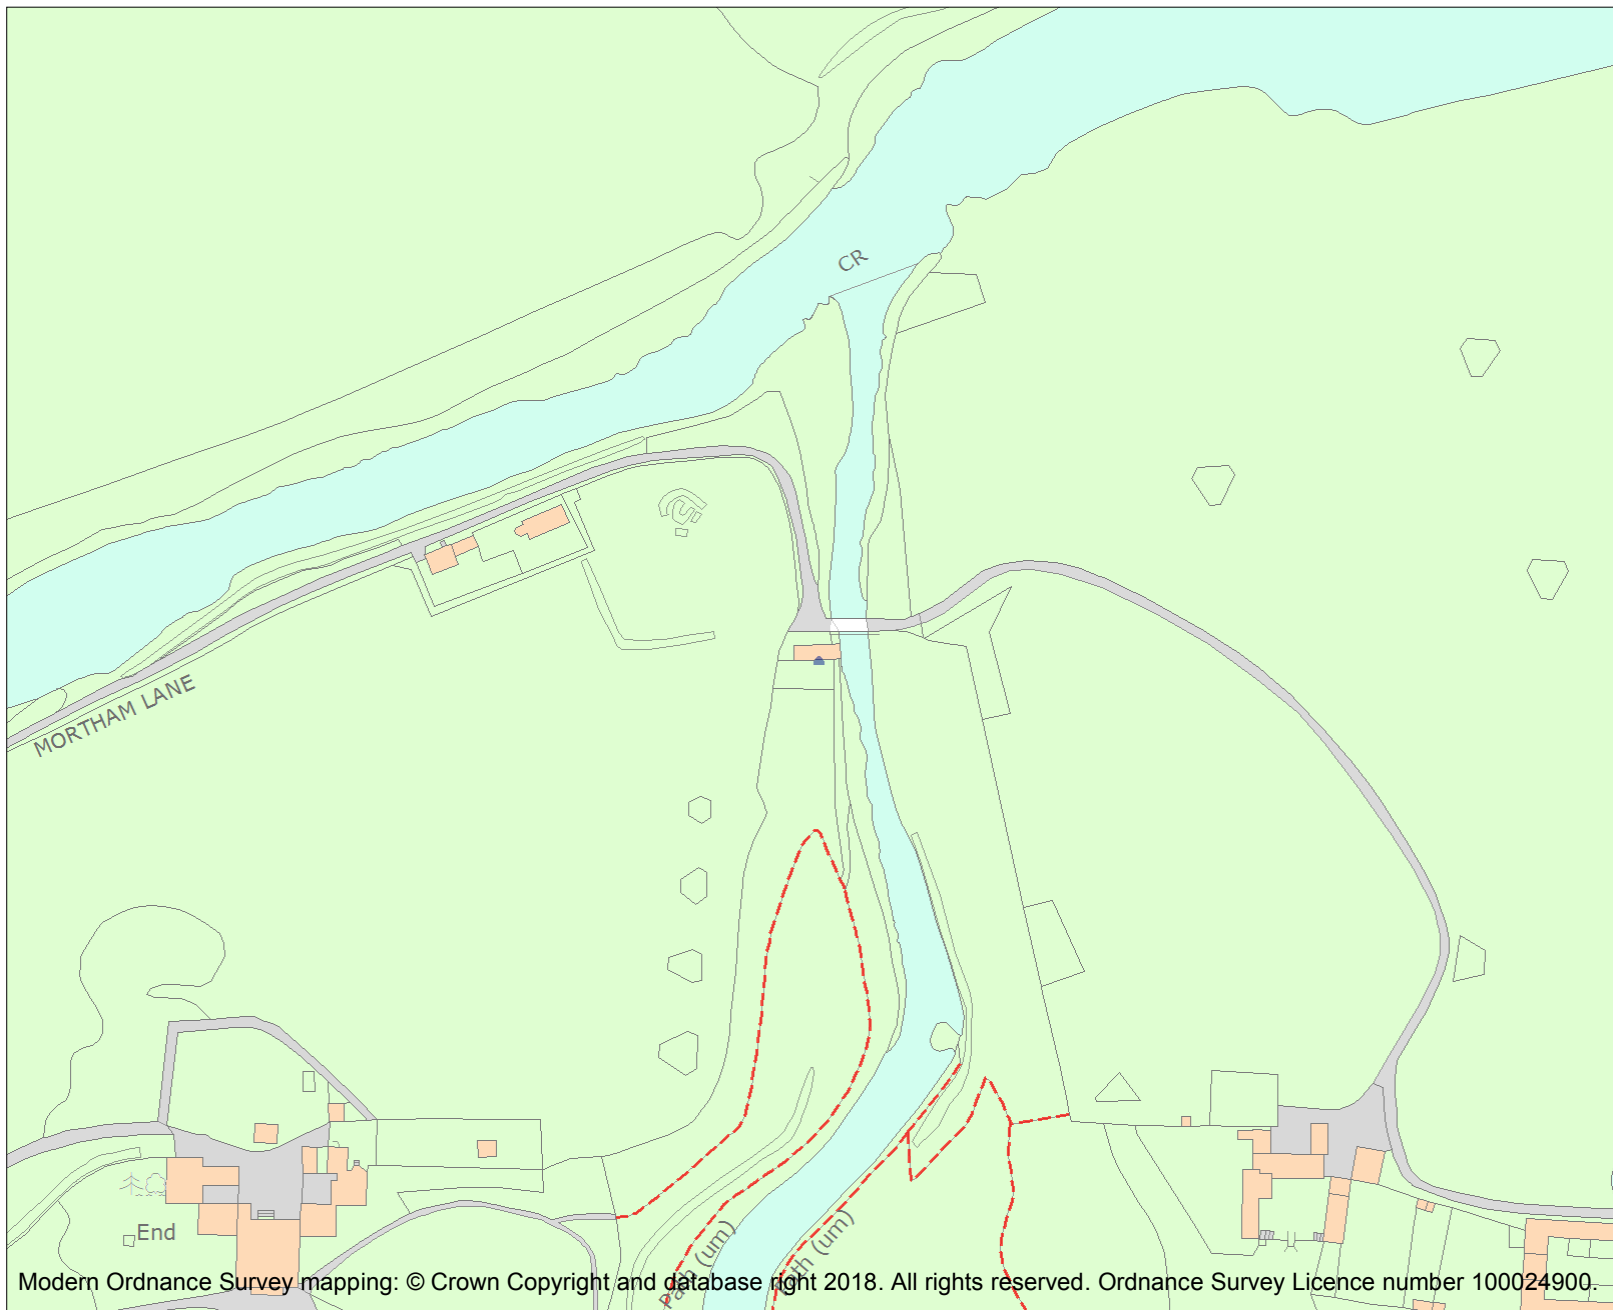 CR
MORTHAM LANE
End
Path (um)
Path (um)
Modern Ordnance Survey mapping: © Crown Copyright and database right 2018. All rights reserved. Ordnance Survey Licence number 100024900.